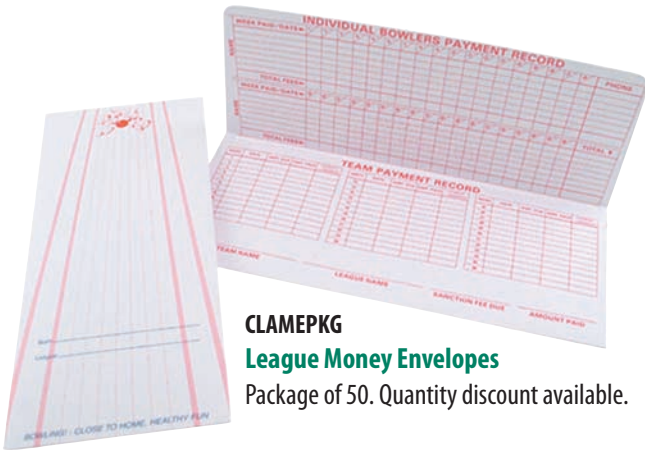 INDIVIDUAL BOWLERS PAYMENT RECORD
WEEK PAID/DATE
PHONE
NAME
TOTAL FEES
WEEK PAID/DATE
NAME
TOTAL #
TOTAL FEES
TEAM PAYMENT RECORD
TEAM NAME
LEAGUE NAME
SANCTION FEE DUE
AMOUNT PAID
BOWLING! - CLOSE TO HOME. HEALTHY FUN
CLAMEPKG
League Money Envelopes
Package of 50. Quantity discount available.